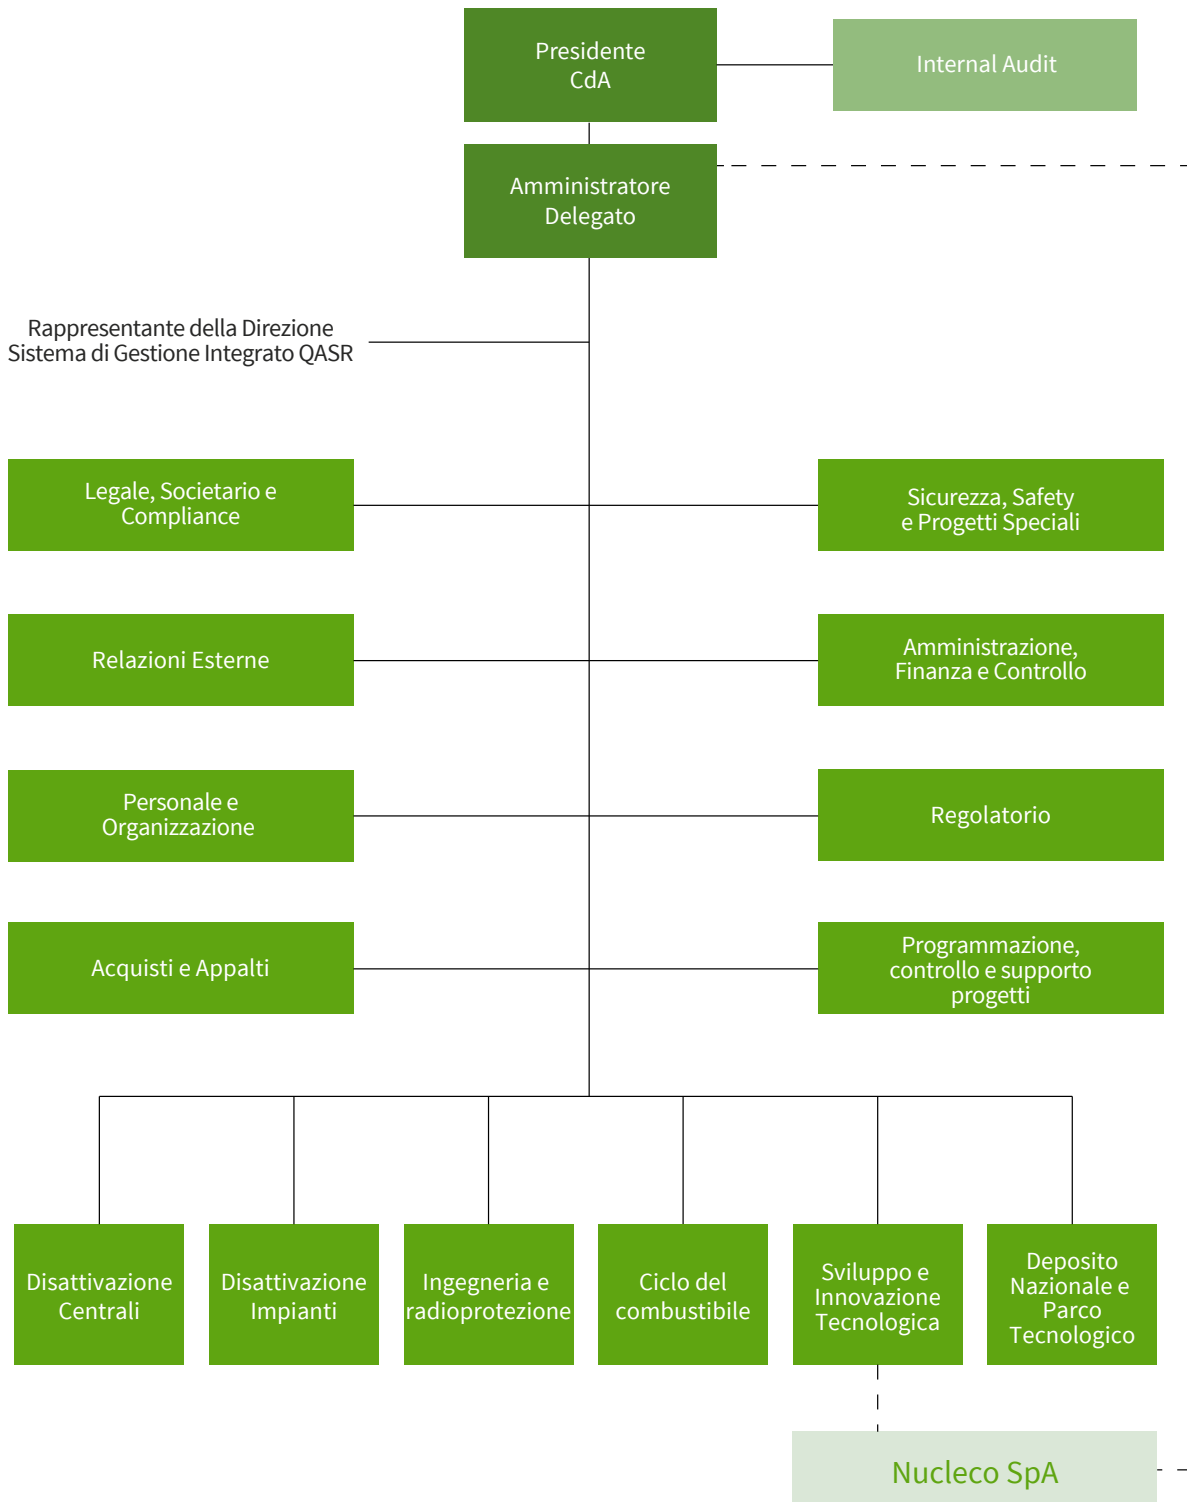 Presidente
CdA
Internal Audit
Amministratore
Delegato
Rappresentante della Direzione
Sistema di Gestione Integrato QASR
Legale, Societario e
Compliance
Sicurezza, Safety
e Progetti Speciali
Relazioni Esterne
Amministrazione,
Finanza e Controllo
Personale e
Organizzazione
Regolatorio
Acquisti e Appalti
Programmazione,
controllo e supporto
progetti
Disattivazione
Centrali
Disattivazione
Impianti
Ingegneria e
radioprotezione
Ciclo del
combustibile
Sviluppo e
Innovazione
Tecnologica
Deposito
Nazionale e
Parco
Tecnologico
Nucleco SpA